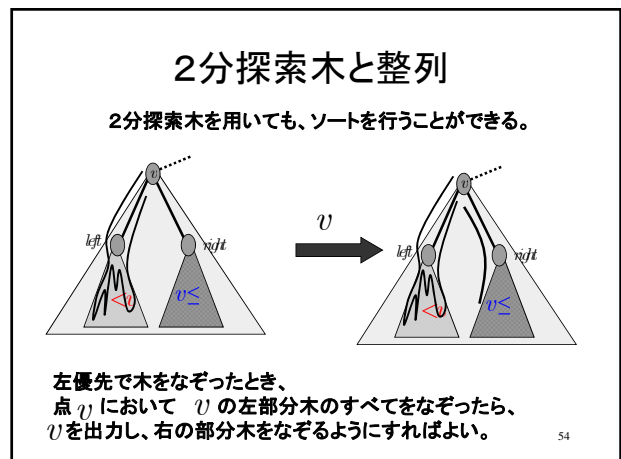 ２分探索木と整列
２分探索木を用いても、ソートを行うことができる。
v
v
v
left
right
left
right
<v
v≤
<v
v≤
左優先で木をなぞったとき、
点 v において v の左部分木のすべてをなぞったら、
vを出力し、右の部分木をなぞるようにすればよい。
54